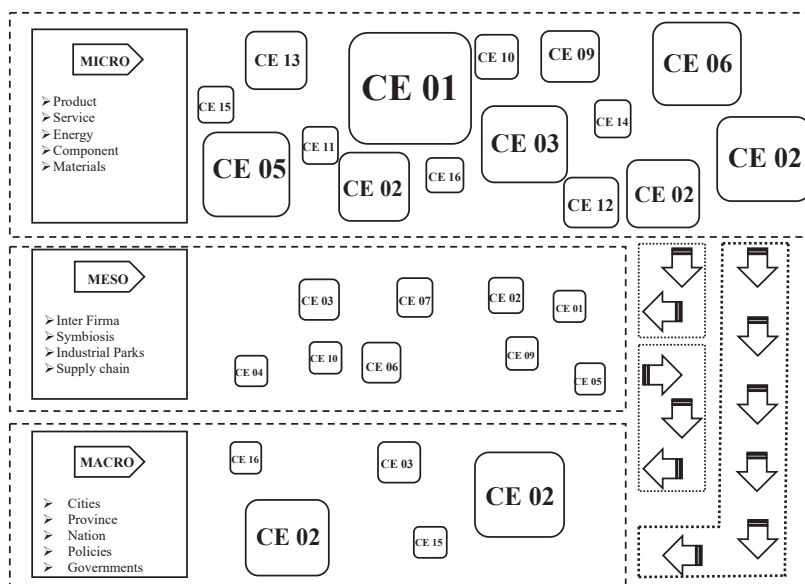 MICRO
➢ Product
➢ Service
➢ Energy
➢ Component
➢ Materials
CE 13
CE 15
CE 05
CE 11
CE 01
CE 02
CE 10
CE 16
CE 09
CE 03
CE 14
CE 12
CE 06
CE 02
CE 02
MESO
➢ Inter Firma
➢ Symbiosis
➢ Industrial Parks
➢ Supply chain
CE 03
CE 07
CE 02
CE 01
CE 04
CE 10
CE 06
CE 09
CE 05
MACRO
➢ Cities
➢ Province
➢ Nation
➢ Policies
➢ Governments
CE 16
CE 03
CE 02
CE 02
CE 15